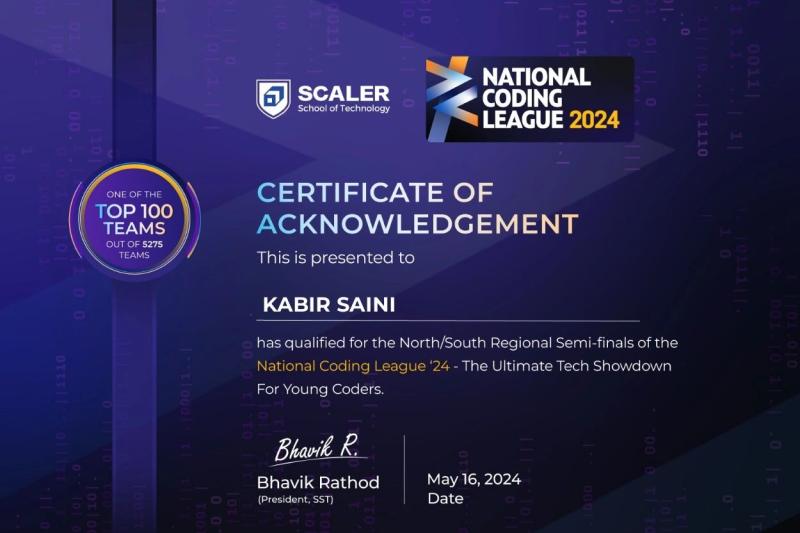 SCALER
School of Technology
NATIONAL
CODING
LEAGUE 2024
ONE OF THE
TOP 100
TEAMS
OUT OF 5275
TEAMS
CERTIFICATE OF
ACKNOWLEDGEMENT
This is presented to
KABIR SAINI
has qualified for the North/South Regional Semi-finals of the
National Coding League ‘24 - The Ultimate Tech Showdown
For Young Coders.
Bhavik R.
Bhavik Rathod
(President, SST)
May 16, 2024
Date